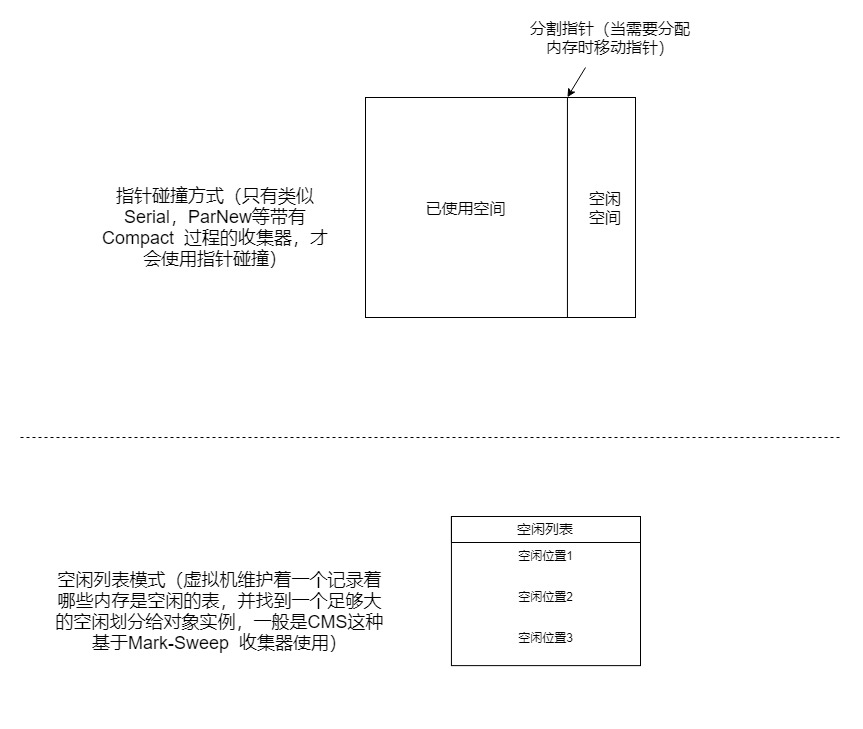 分割指针（当需要分配
内存时移动指针）
指针碰撞方式（只有类似
Serial，ParNew等带有
Compact 过程的收集器，才
会使用指针碰撞）
已使用空间
空闲
空间
空闲列表模式（虚拟机维护着一个记录着
哪些内存是空闲的表，并找到一个足够大
的空闲划分给对象实例，一般是CMS这种
基于Mark-Sweep 收集器使用）
空闲列表
空闲位置1
空闲位置2
空闲位置3